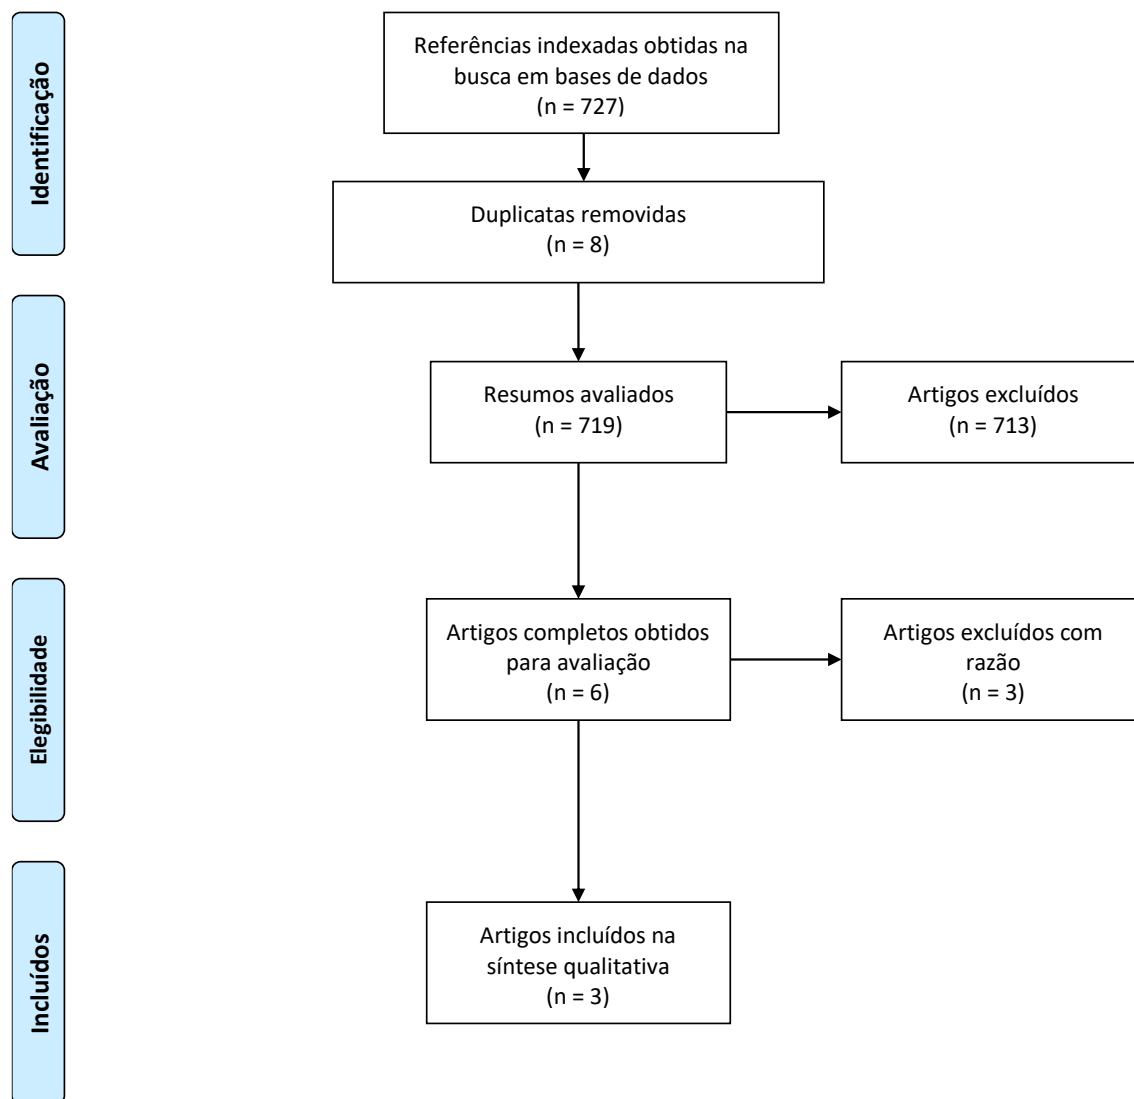 Identificação
Referências indexadas obtidas na
busca em bases de dados
(n = 727)
Duplicatas removidas
(n = 8)
Avaliação
Resumos avaliados
(n = 719)
Artigos excluídos
(n = 713)
Elegibilidade
Artigos completos obtidos
para avaliação
(n = 6)
Artigos excluídos com
razão
(n = 3)
Incluídos
Artigos incluídos na
síntese qualitativa
(n = 3)